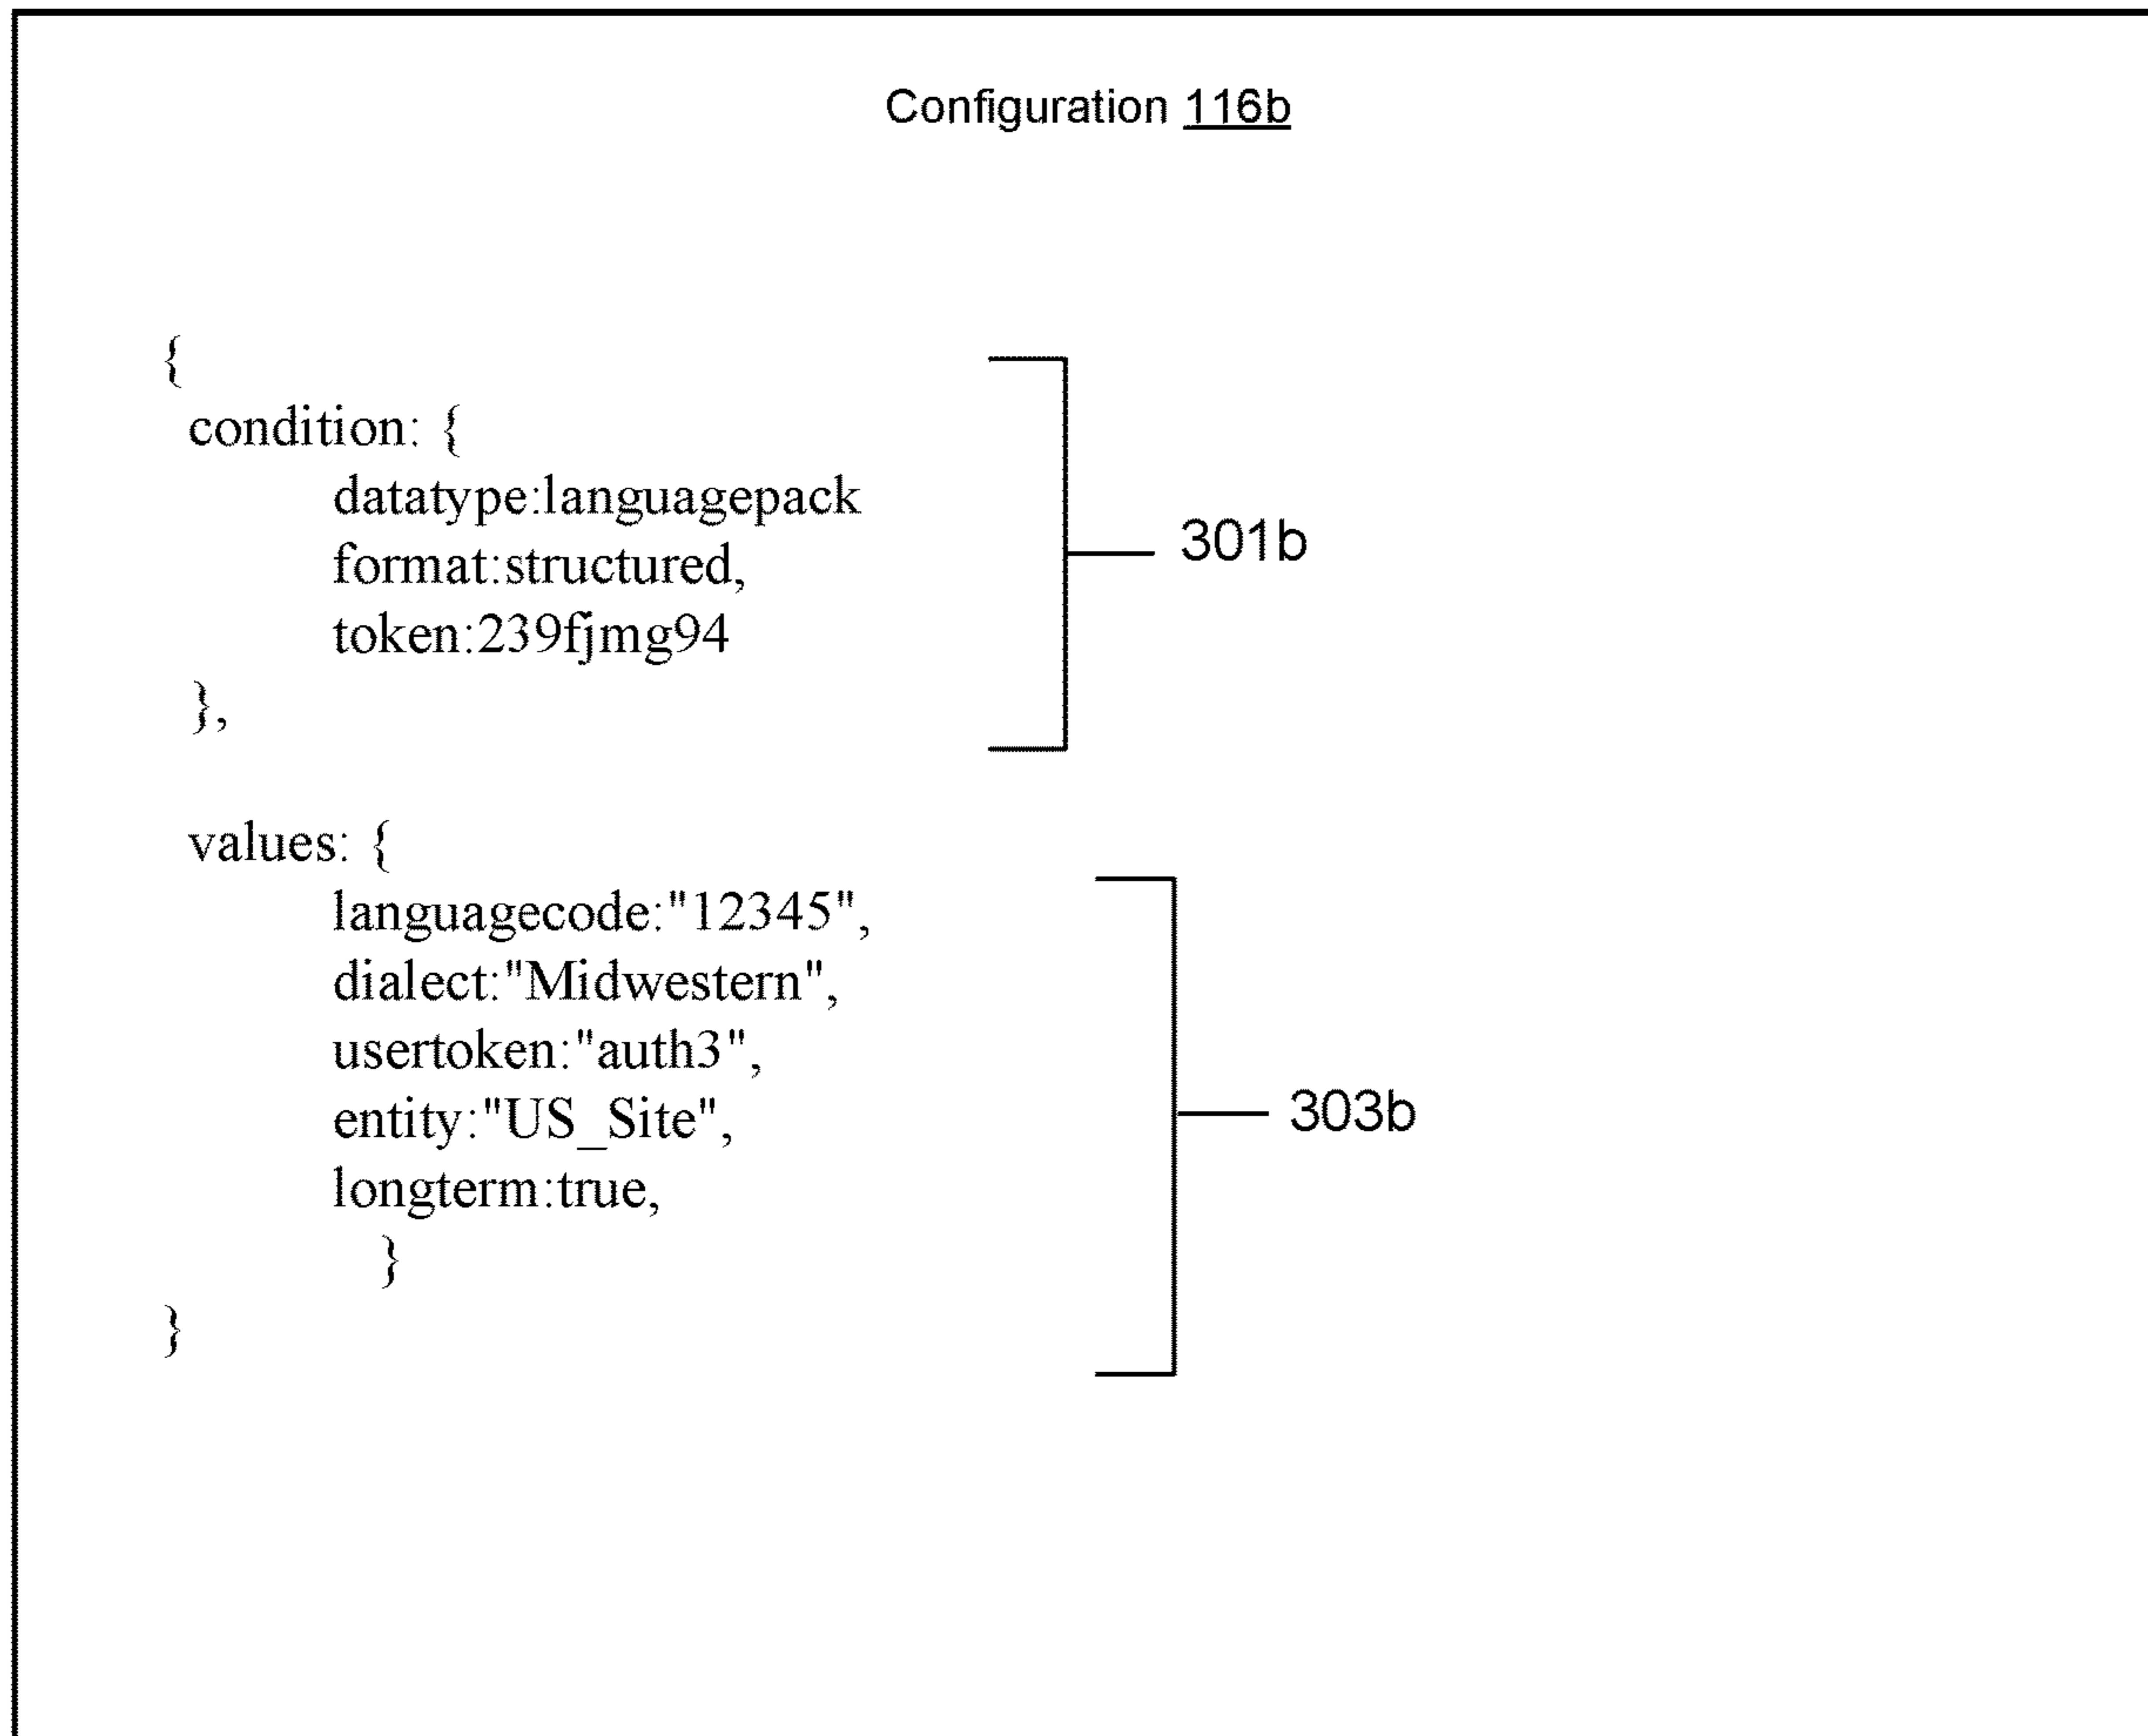 Configuration 116b
{
condition: {
datatype:languagepack
format:structured,
token:239fjmg94
},
301b
values: {
languagecode:"12345",
dialect:"Midwestern",
usertoken:"auth3",
entity:"US_Site",
longterm:true,
}
}
303b